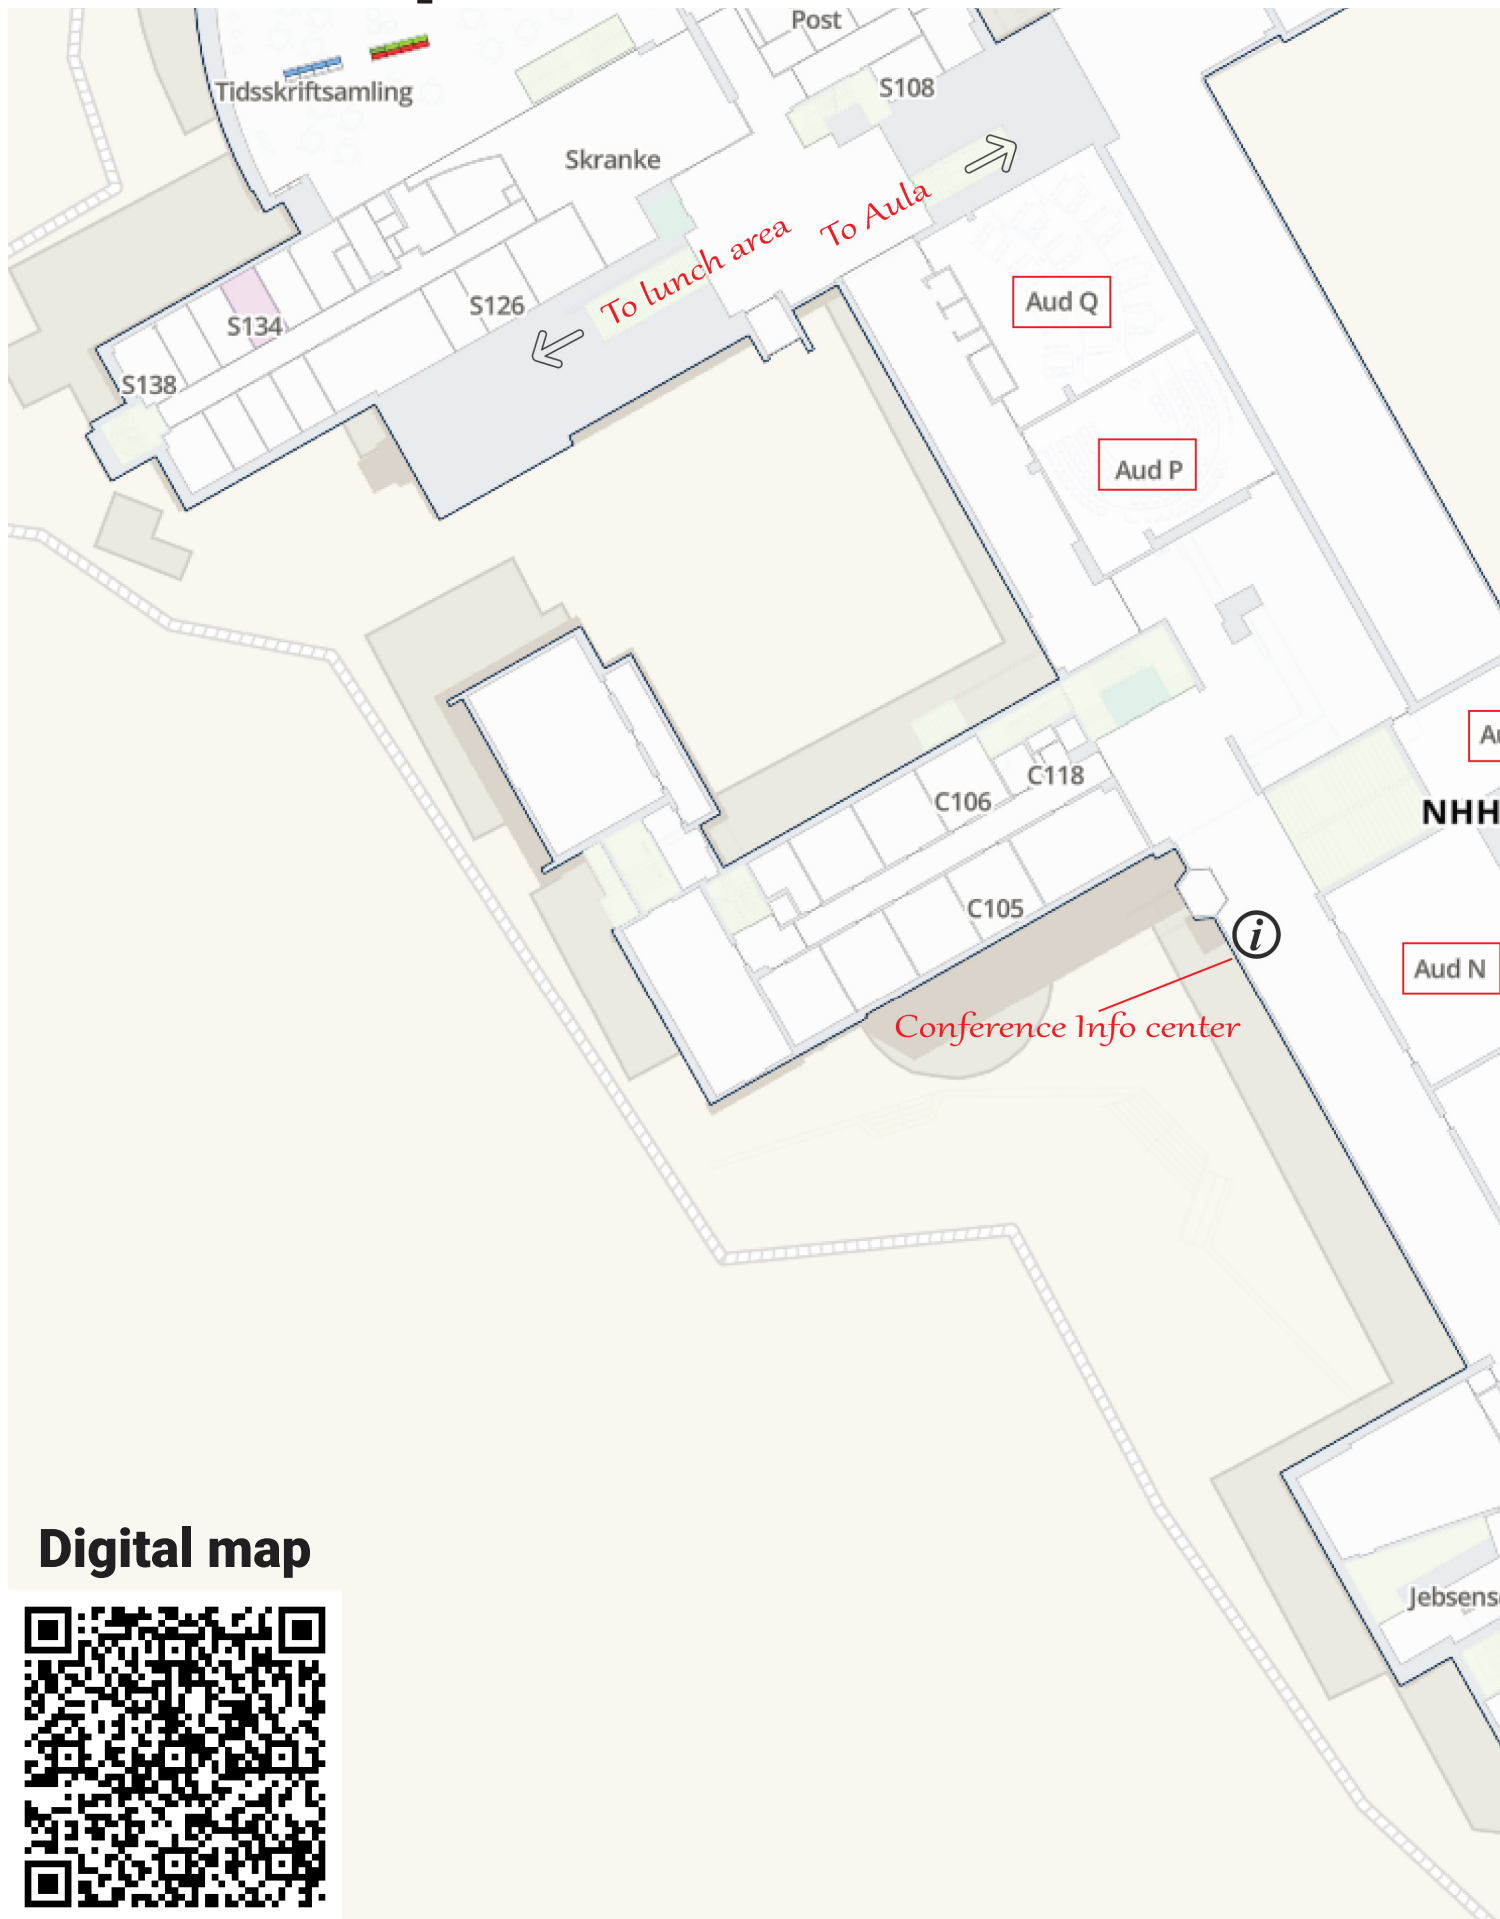 Post
S108
Tidsskriftsamling
Skranke
To Aula
To lunch area
Aud Q
S126
S134
S138
Aud P
C118
C106
NHH
C105
i
Aud N
Conference Info center
Digital map